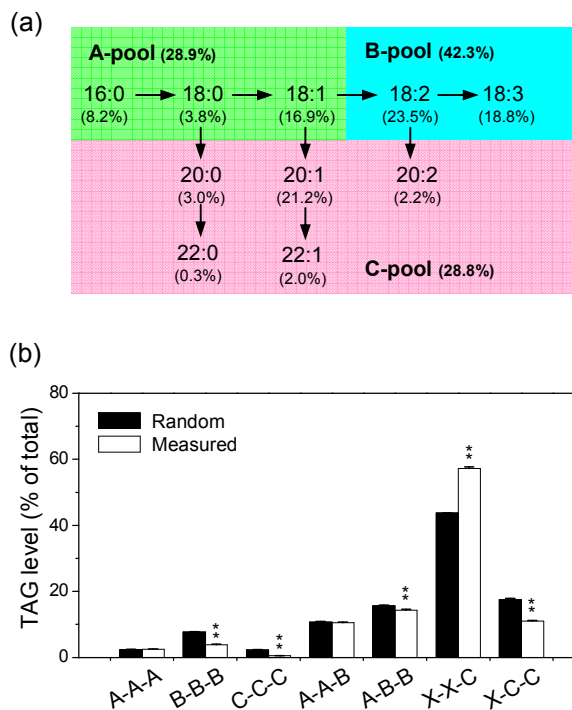 (a)
A-pool (28.9%) B-pool (42.3%)
16:0 18:0 18:1 18:2 18:3
(8.2%) (3.8%) (16.9%) (23.5%) (18.8%)
20:0 20:1 20:2
(3.0%) (21.2%) (2.2%)
22:0 22:1
(0.3%) (2.0%)
C-pool (28.8%)
(b)
TAG level (% of total)
80
60
40
20
0
Random
Measured
**
**
**
**
**
A-A-A B-B-B C-C-C A-A-B A-B-B X-X-C X-C-C